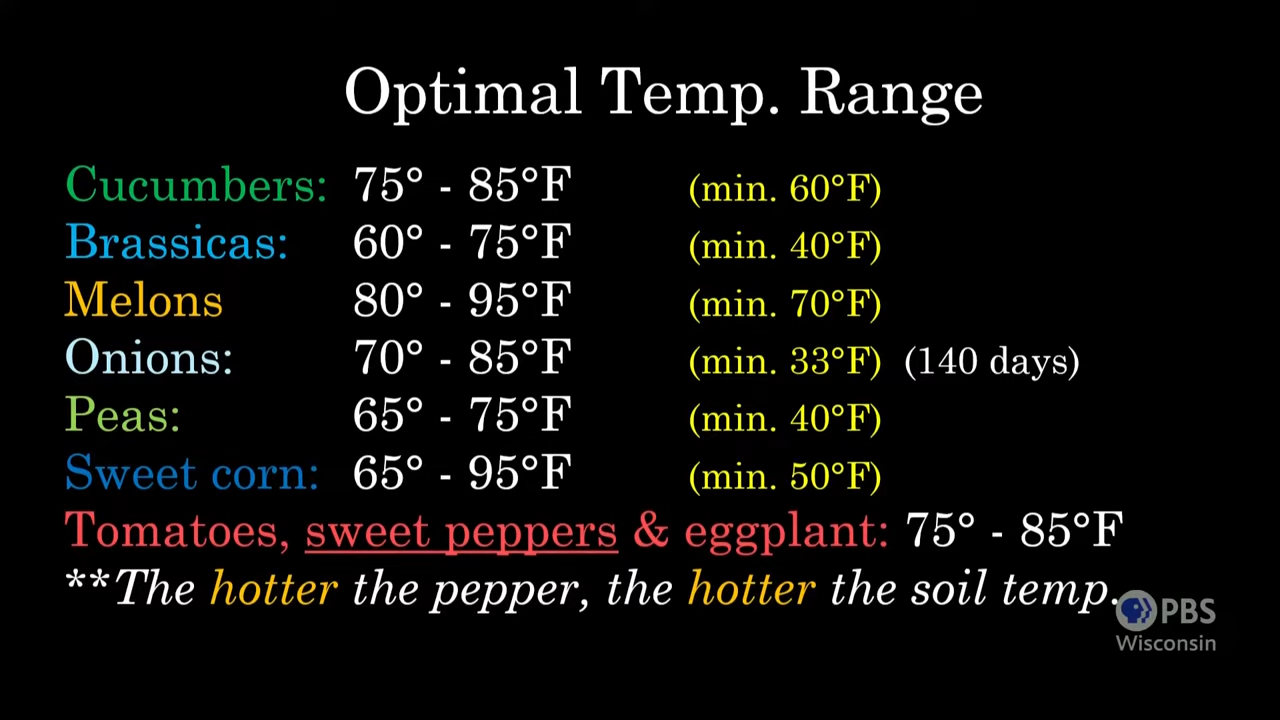 Optimal Temp. Range
Cucumbers: 75° - 85°F (min. 60°F)
Brassicas: 60° - 75°F (min. 40°F)
Melons 80° - 95°F (min. 70°F)
Onions: 70° - 85°F (min. 33°F) (140 days)
Peas: 65° - 75°F (min. 40°F)
Sweet corn: 65° - 95°F (min. 50°F)
Tomatoes, sweet peppers & eggplant: 75° - 85°F
**The hotter the pepper, the hotter the soil temp.
PBS
Wisconsin